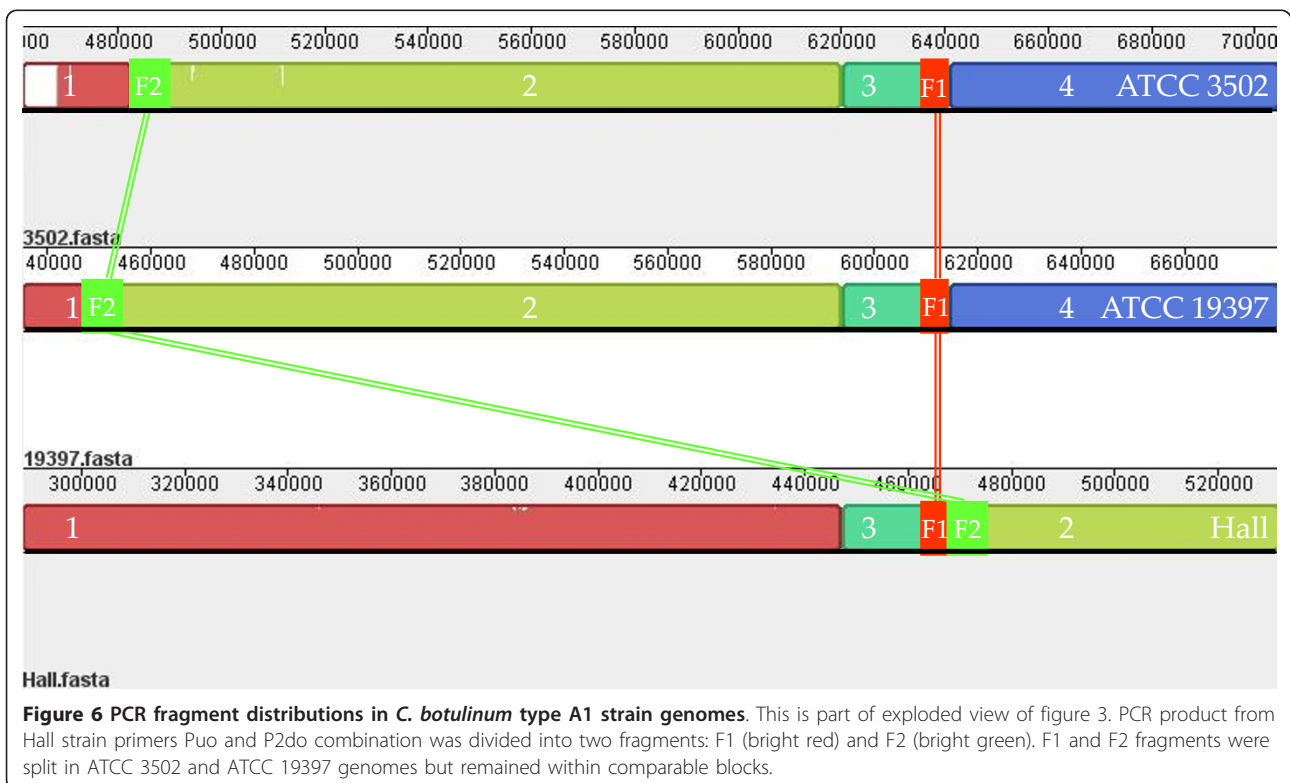 00 480000 500000 520000 540000 560000 580000 600000 620000 640000 660000 680000 70000
1 F2 2 3 F1 4 ATCC 3502
3502.fasta
40000 460000 480000 500000 520000 540000 560000 580000 600000 620000 640000 660000
1 F2 2 3 F1 4 ATCC 19397
19397.fasta
300000 320000 340000 360000 380000 400000 420000 440000 460000 480000 500000 520000
1 3 F1 F2 2 Hall
Hall.fasta
Figure 6 PCR fragment distributions in C. botulinum type A1 strain genomes. This is part of exploded view of figure 3. PCR product from
Hall strain primers Puo and P2do combination was divided into two fragments: F1 (bright red) and F2 (bright green). F1 and F2 fragments were
split in ATCC 3502 and ATCC 19397 genomes but remained within comparable blocks.